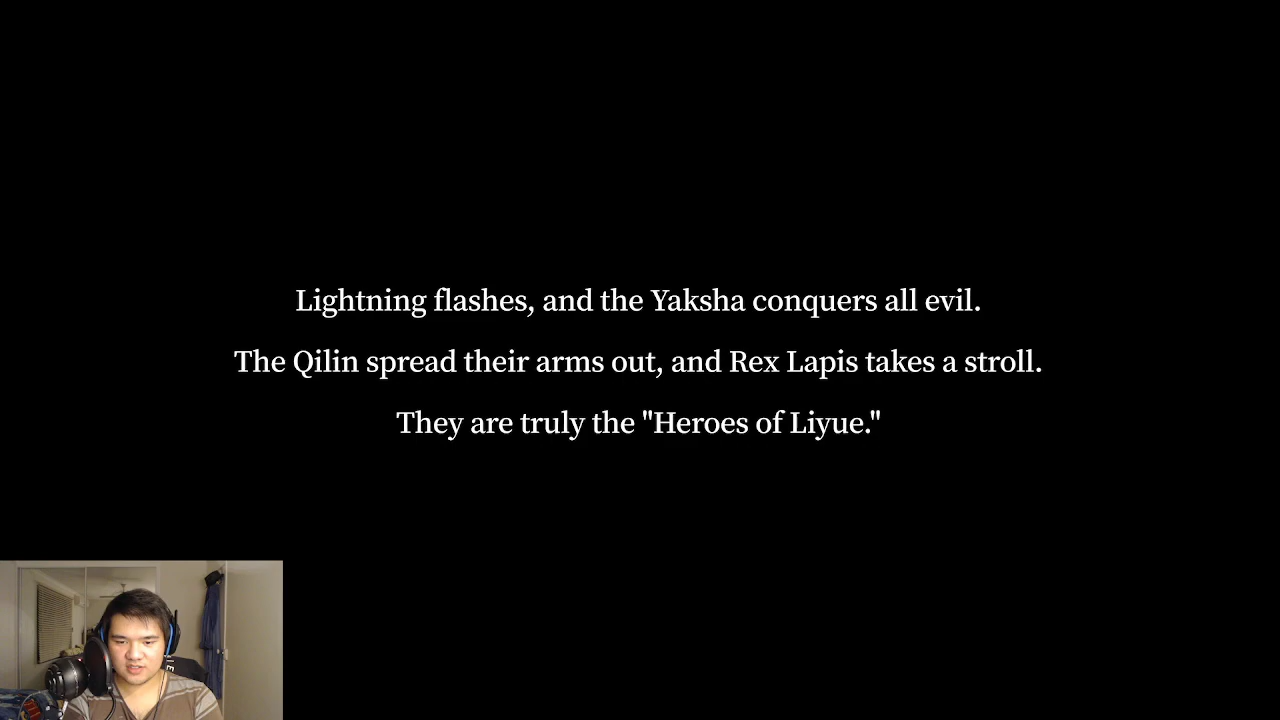 Lightning flashes, and the Yaksha conquers all evil.
The Qilin spread their arms out, and Rex Lapis takes a stroll.
They are truly the "Heroes of Liyue."